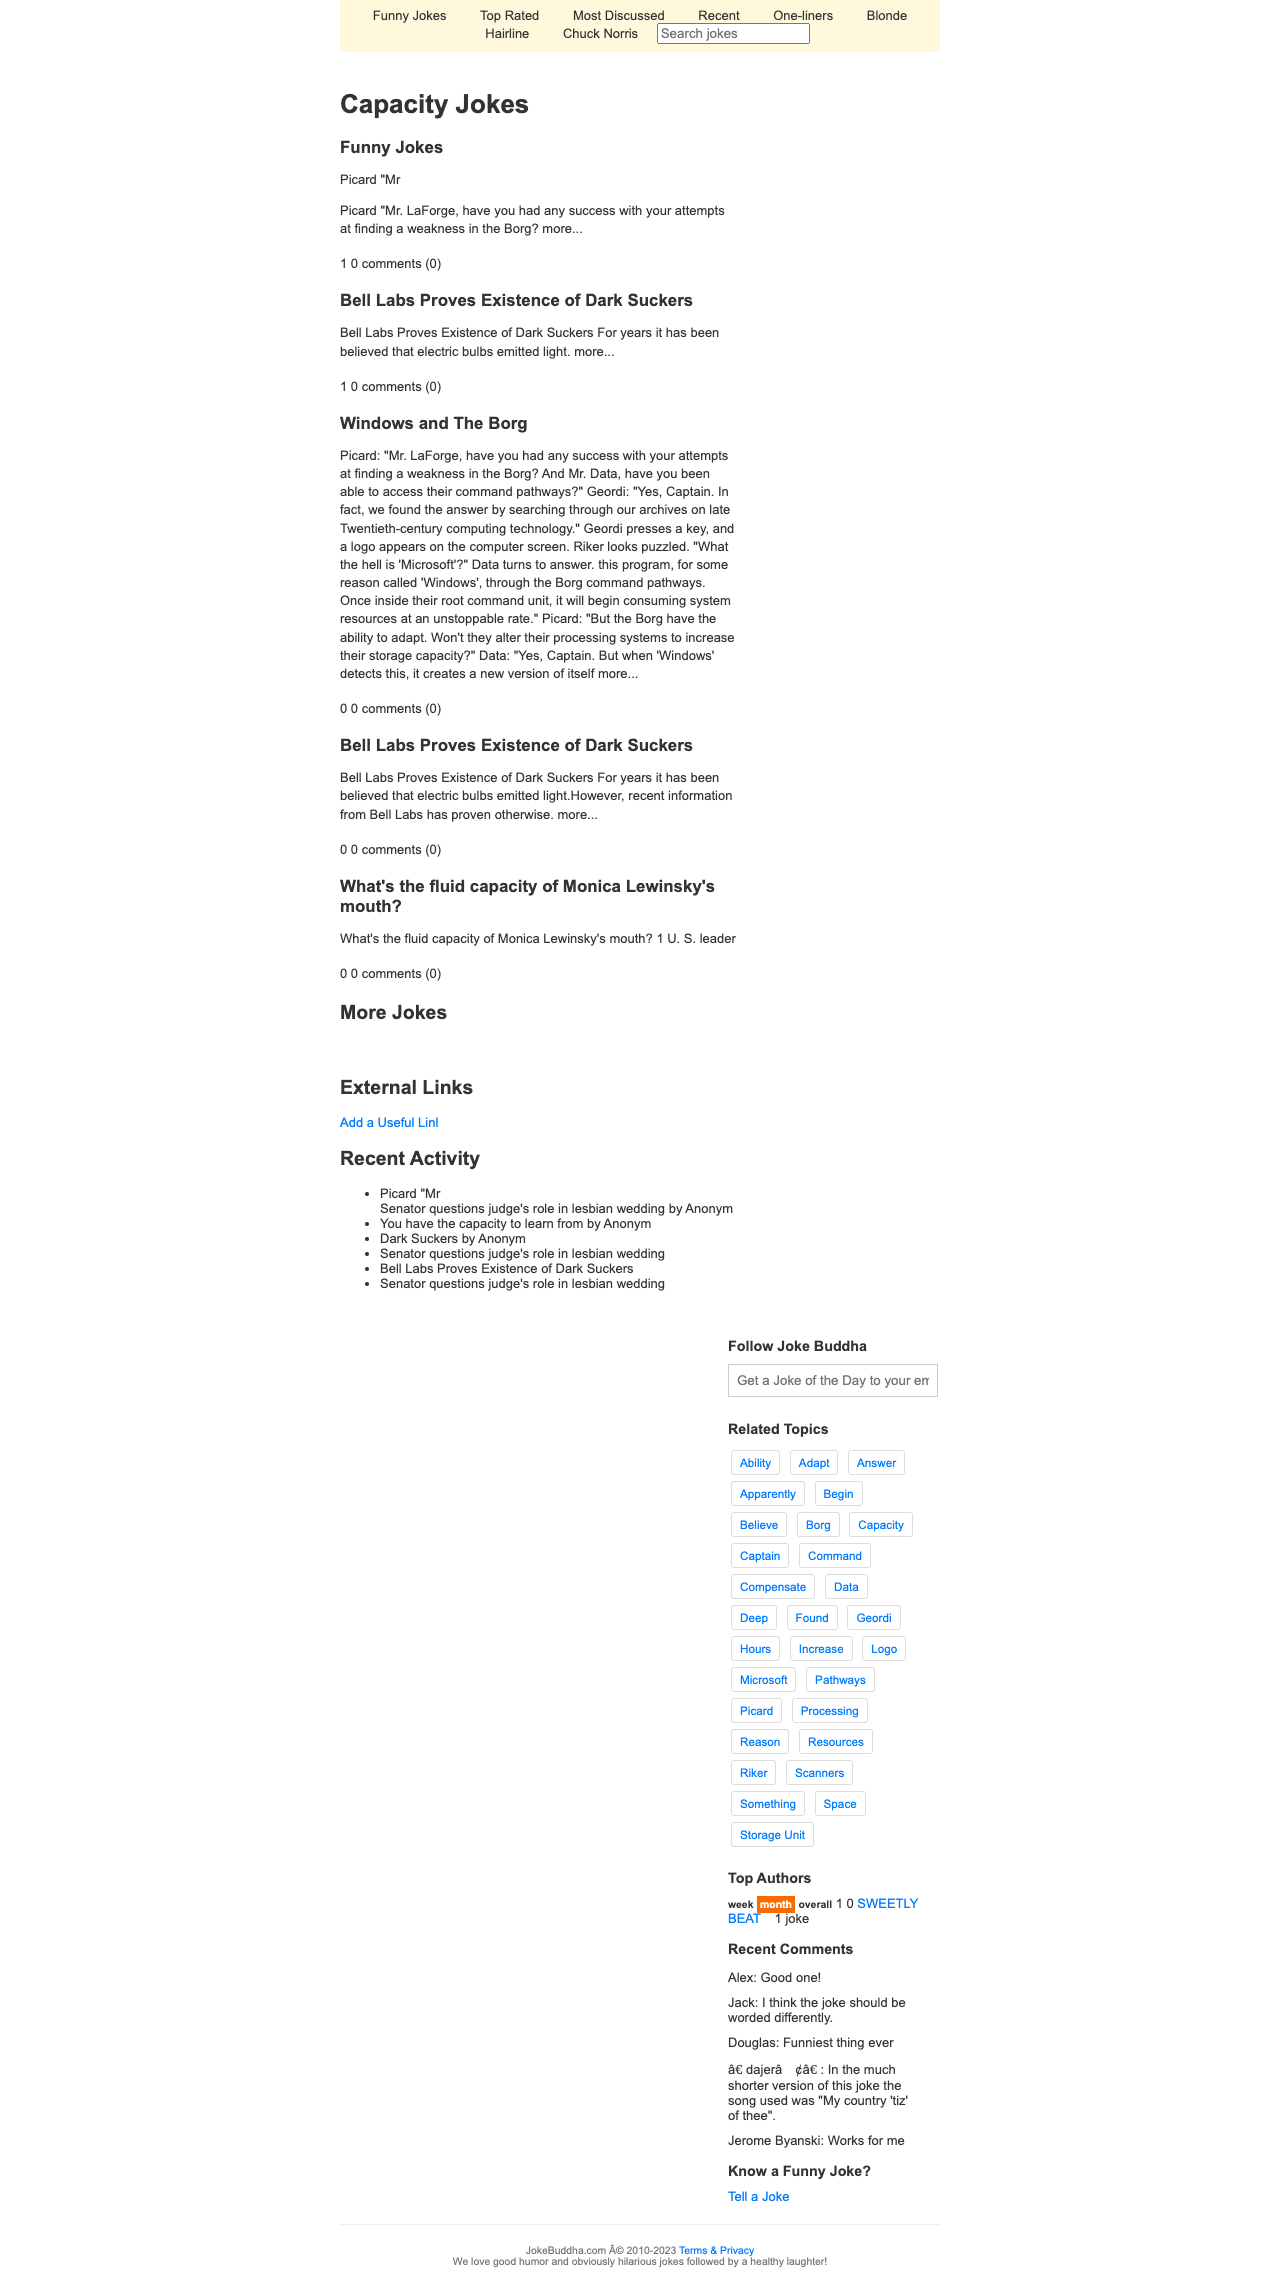 Funny Jokes Top Rated Most Discussed Recent One-liners Blonde
Hairline Chuck Norris Search jokes
Capacity Jokes
Funny Jokes
Picard "Mr
Picard "Mr. LaForge, have you had any success with your attempts
at finding a weakness in the Borg? more...
1 0 comments (0)
Bell Labs Proves Existence of Dark Suckers
Bell Labs Proves Existence of Dark Suckers For years it has been
believed that electric bulbs emitted light. more...
1 0 comments (0)
Windows and The Borg
Picard: "Mr. LaForge, have you had any success with your attempts
at finding a weakness in the Borg? And Mr. Data, have you been
able to access their command pathways?" Geordi: "Yes, Captain. In
fact, we found the answer by searching through our archives on late
Twentieth-century computing technology." Geordi presses a key, and
a logo appears on the computer screen. Riker looks puzzled. "What
the hell is 'Microsoft'?" Data turns to answer. this program, for some
reason called 'Windows', through the Borg command pathways.
Once inside their root command unit, it will begin consuming system
resources at an unstoppable rate." Picard: "But the Borg have the
ability to adapt. Won't they alter their processing systems to increase
their storage capacity?" Data: "Yes, Captain. But when 'Windows'
detects this, it creates a new version of itself more...
0 0 comments (0)
Bell Labs Proves Existence of Dark Suckers
Bell Labs Proves Existence of Dark Suckers For years it has been
believed that electric bulbs emitted light.However, recent information
from Bell Labs has proven otherwise. more...
0 0 comments (0)
What's the fluid capacity of Monica Lewinsky's
mouth?
What's the fluid capacity of Monica Lewinsky's mouth? 1 U. S. leader
0 0 comments (0)
More Jokes
External Links
Add a Useful Linl
Recent Activity
• Picard "Mr
Senator questions judge's role in lesbian wedding by Anonym
• You have the capacity to learn from by Anonym
• Dark Suckers by Anonym
• Senator questions judge's role in lesbian wedding
• Bell Labs Proves Existence of Dark Suckers
• Senator questions judge's role in lesbian wedding
Follow Joke Buddha
Get a Joke of the Day to your em
Related Topics
Ability Adapt Answer
Apparently Begin
Believe Borg Capacity
Captain Command
Compensate Data
Deep Found Geordi
Hours Increase Logo
Microsoft Pathways
Picard Processing
Reason Resources
Riker Scanners
Something Space
Storage Unit
Top Authors
week month overall 1 0 SWEETLY
BEAT 1 joke
Recent Comments
Alex: Good one!
Jack: I think the joke should be
worded differently.
Douglas: Funniest thing ever
â€ dajerâ ¢â€ : In the much
shorter version of this joke the
song used was "My country 'tiz'
of thee".
Jerome Byanski: Works for me
Know a Funny Joke?
Tell a Joke
JokeBuddha.com Â© 2010-2023 Terms & Privacy
We love good humor and obviously hilarious jokes followed by a healthy laughter!